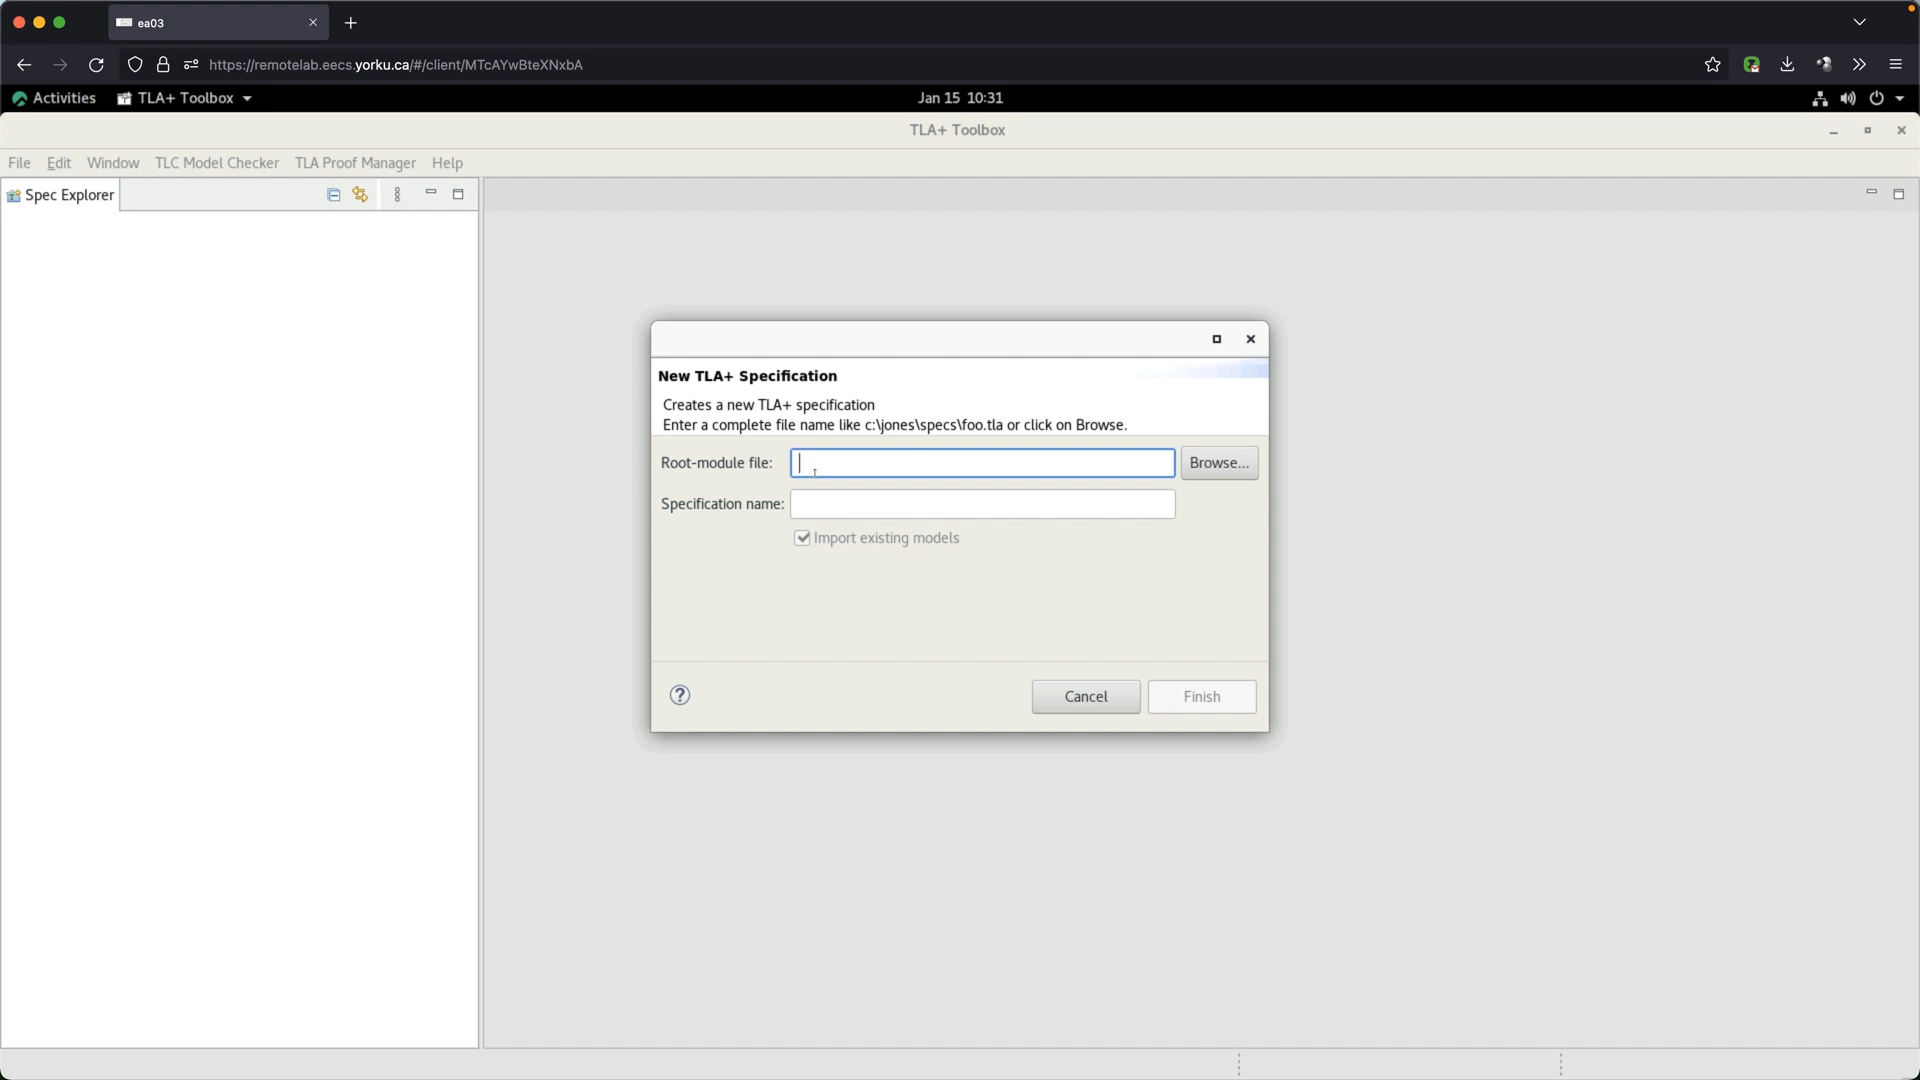 ea03
https://remotelab.eecs.yorku.ca/#/client/MTcAYwBteXNxbA
Activities TLA+ Toolbox Jan 15 10:31
TLA+ Toolbox
File Edit Window TLC Model Checker TLA Proof Manager Help
Spec Explorer
New TLA+ Specification
Creates a new TLA+ specification
Enter a complete file name like c:\jones\specs\foo.tla or click on Browse.
Root-module file: Browse...
Specification name:
Import existing models
Cancel Finish